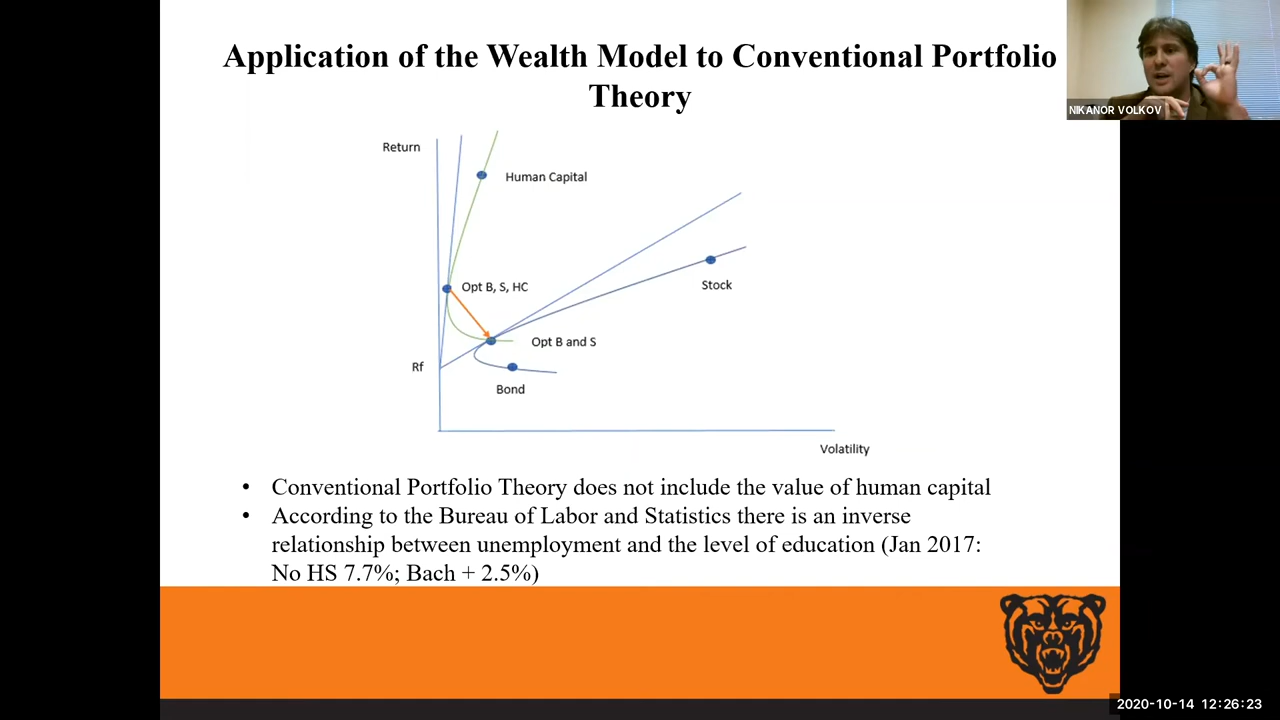 Application of the Wealth Model to Conventional Portfolio
Theory
NIKANOR VOLKOV
Return
Human Capital
Opt B, S, HC
Stock
Opt B and S
Rf
Bond
Volatility
• Conventional Portfolio Theory does not include the value of human capital
• According to the Bureau of Labor and Statistics there is an inverse
relationship between unemployment and the level of education (Jan 2017:
No HS 7.7%; Bach + 2.5%)
2020-10-14 12:26:23